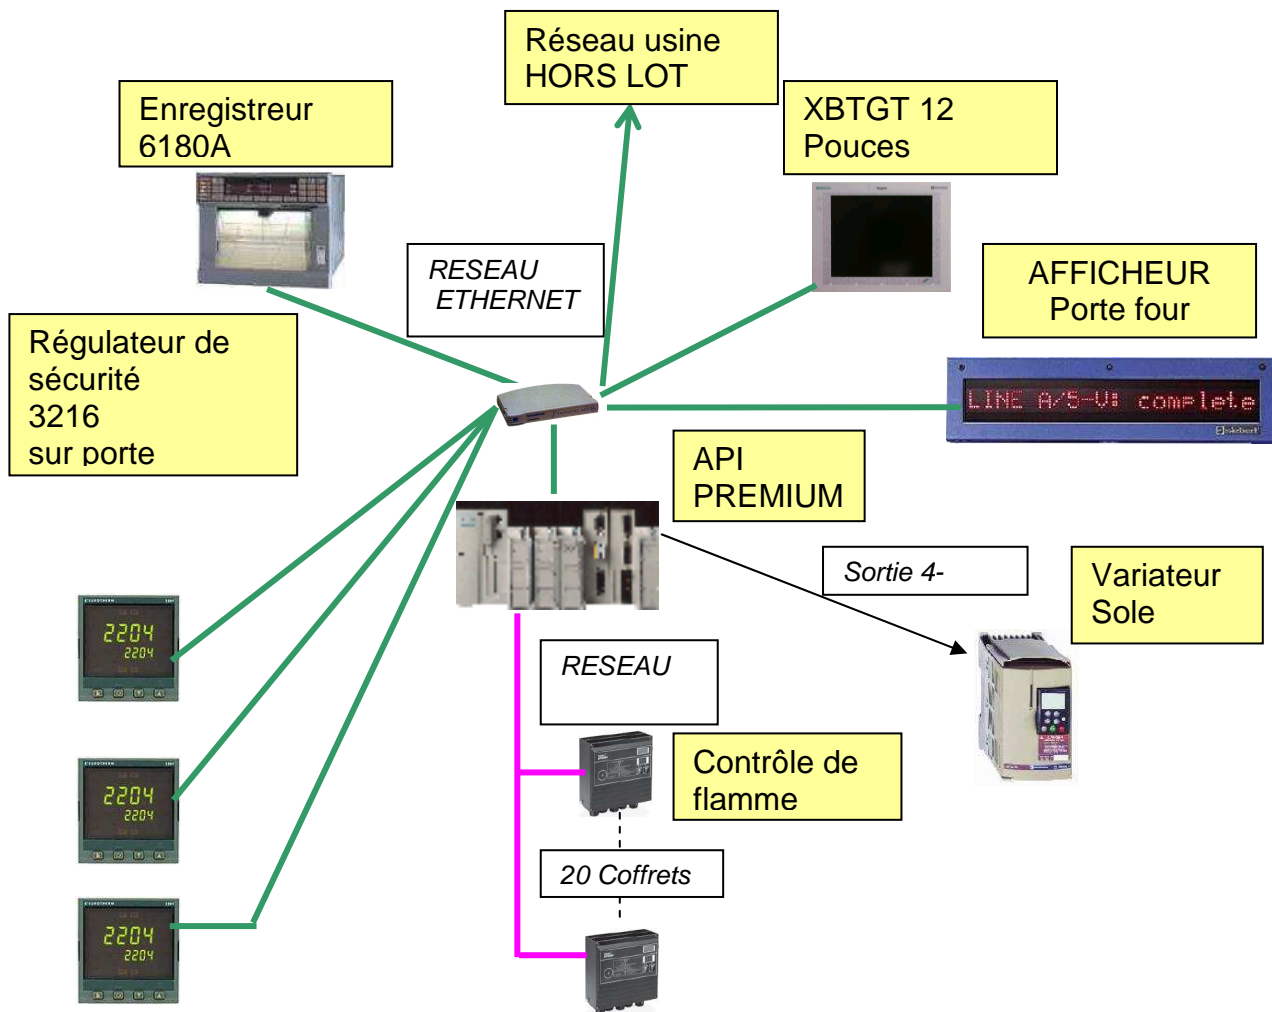 Réseau usine
HORS LOT
Enregistreur
6180A
XBTGT 12
Pouces
RESEAU
ETHERNET
AFFICHEUR
Porte four
Régulateur de
sécurité
3216
sur porte
LINE A/5-V: complete
API
PREMIUM
Sortie 4-
Variateur
Sole
2204
2204
RESEAU
Contrôle de
flamme
2204
2204
20 Coffrets
2204
2204